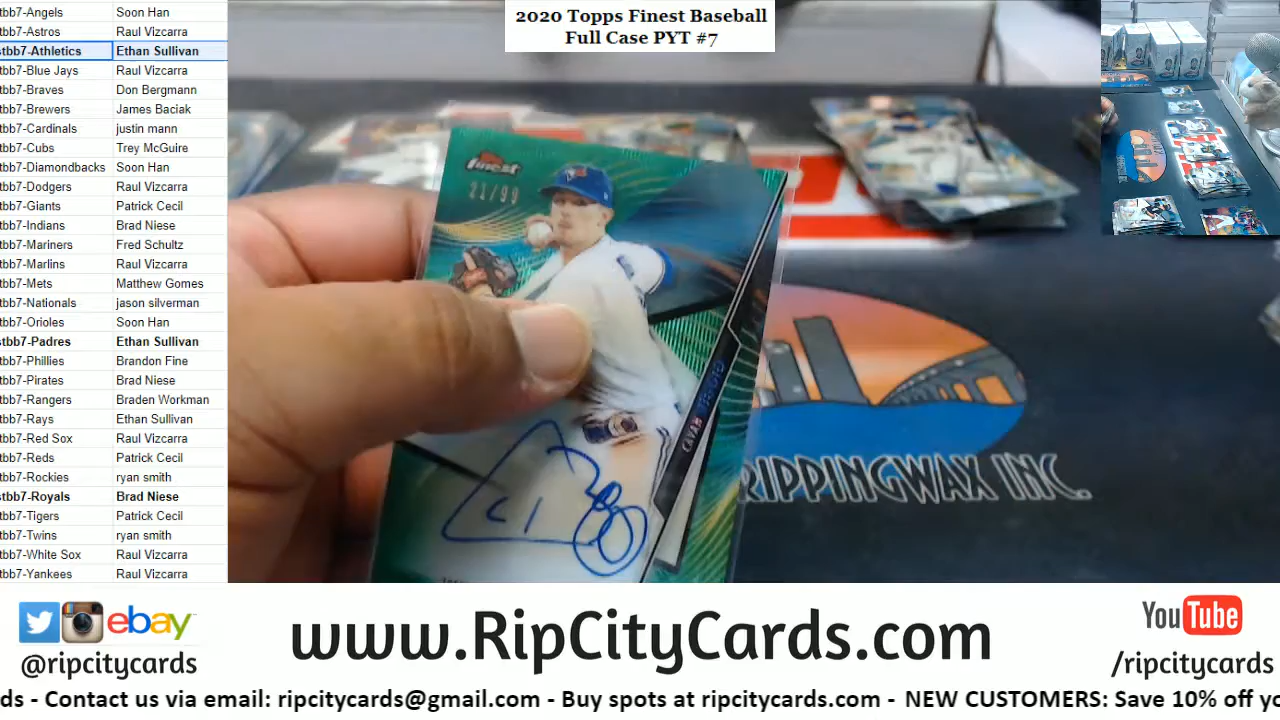 tbb7-Angels Soon Han
tbb7-Astros Raul Vizcarra
stbb7-Athletics Ethan Sullivan
tbb7-Blue Jays Raul Vizcarra
tbb7-Braves Don Bergmann
tbb7-Brewers James Baciak
tbb7-Cardinals justin mann
tbb7-Cubs Trey McGuire
tbb7-Diamondbacks Soon Han
tbb7-Dodgers Raul Vizcarra
tbb7-Giants Patrick Cecil
tbb7-Indians Brad Niese
tbb7-Mariners Fred Schultz
tbb7-Marlins Raul Vizcarra
tbb7-Mets Matthew Gomes
tbb7-Nationals jason silverman
tbb7-Orioles Soon Han
stbb7-Padres Ethan Sullivan
tbb7-Phillies Brandon Fine
tbb7-Pirates Brad Niese
tbb7-Rangers Braden Workman
tbb7-Rays Ethan Sullivan
tbb7-Red Sox Raul Vizcarra
tbb7-Reds Patrick Cecil
tbb7-Rockies ryan smith
stbb7-Royals Brad Niese
tbb7-Tigers Patrick Cecil
tbb7-Twins ryan smith
tbb7-White Sox Raul Vizcarra
tbb7-Yankees Raul Vizcarra
2020 Topps Finest Baseball
Full Case PYT #7
Finest
21/99
CAVAN BIGGIO
RIPPINGWAX INC.
ebay
@ripcitycards
www.RipCityCards.com
YouTube
/ripcitycards
ds - Contact us via email: ripcitycards@gmail.com - Buy spots at ripcitycards.com - NEW CUSTOMERS: Save 10% off yo